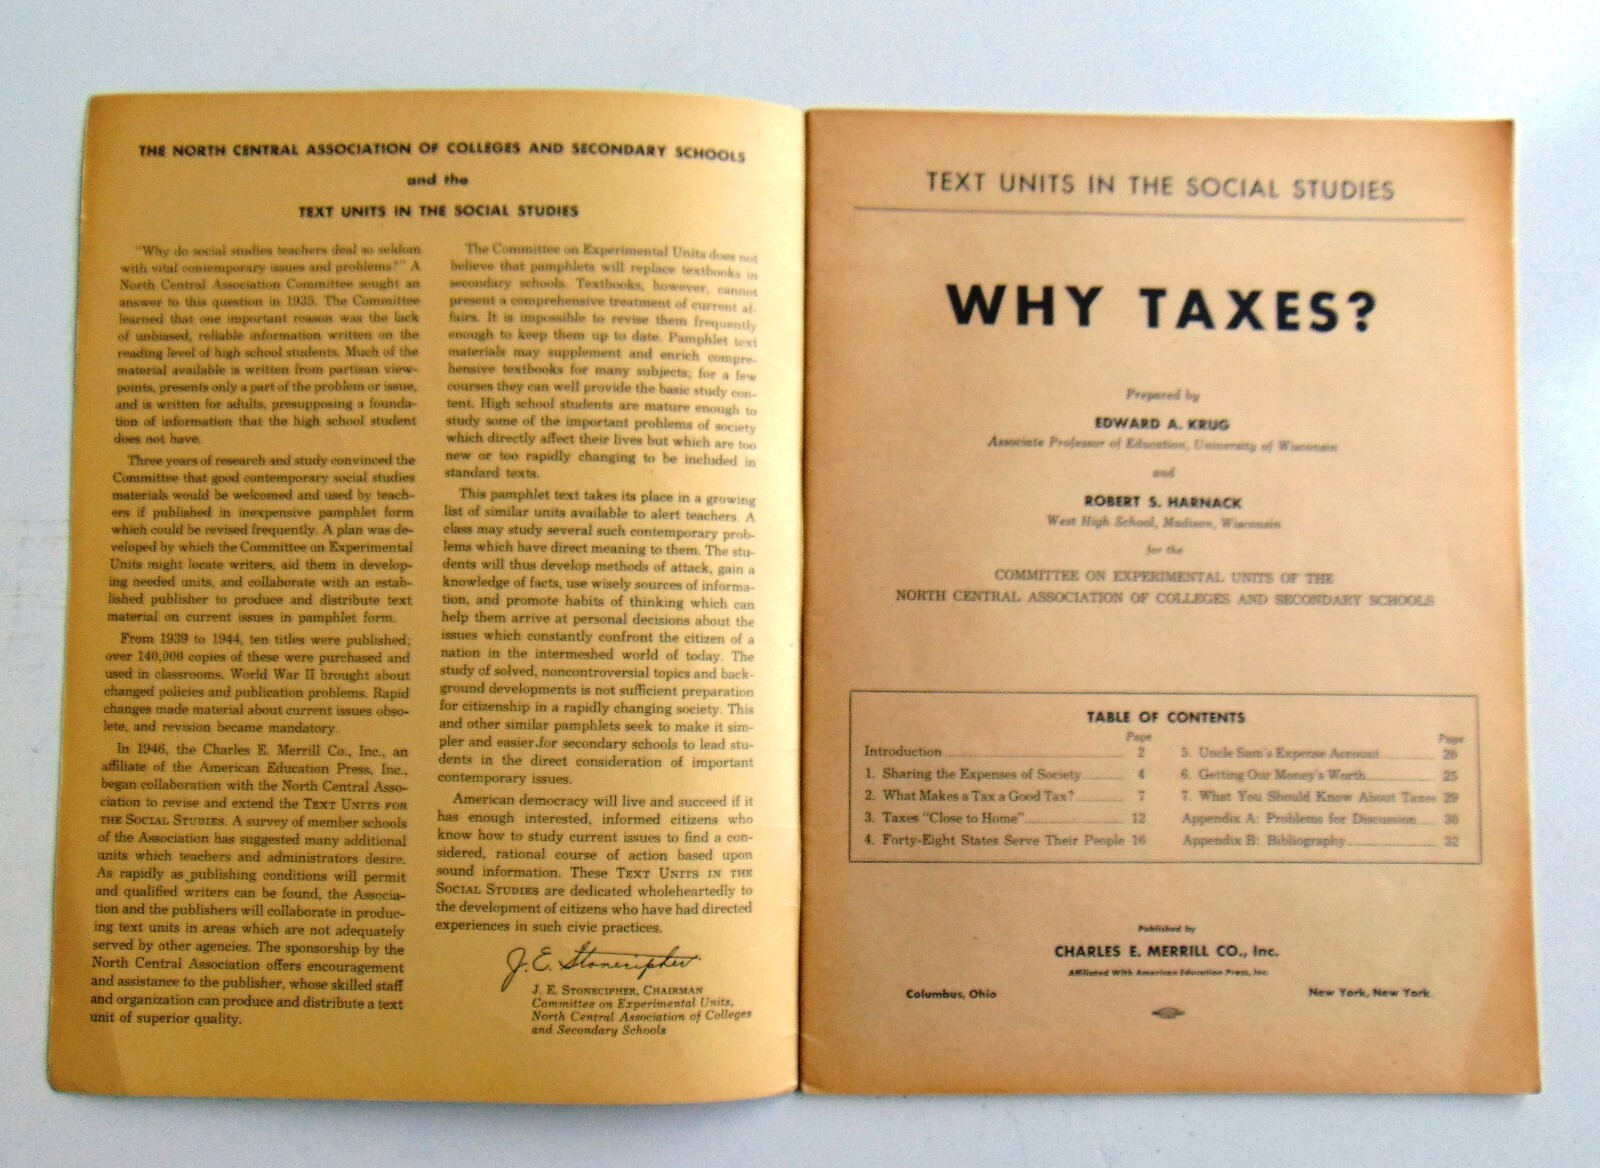 THE NORTH CENTRAL ASSOCIATION OF COLLEGES AND SECONDARY SCHOOLS
and the
TEXT UNITS IN THE SOCIAL STUDIES
"Why do social studies teachers deal so seldom
with vital contemporary issues and problems?" A
North Central Association Committee sought an
answer to this question in 1935. The Committee
learned that one important reason was the lack
of unbiased, reliable information written on the
reading level of high school students. Much of the
material available is written from partisan view-
points, presents only a part of the problem or issue,
and is written for adults, presupposing a founda-
tion of information that the high school student
does not have.
Three years of research and study convinced the
Committee that good contemporary social studies
materials would be welcomed and used by teach-
ers if published in inexpensive pamphlet form
which could be revised frequently. A plan was de-
veloped by which the Committee on Experimental
Units might locate writers, aid them in develop-
ing needed units, and collaborate with an estab-
lished publisher to produce and distribute text
material on current issues in pamphlet form.
From 1939 to 1944, ten titles were published;
over 140,000 copies of these were purchased and
used in classrooms. World War II brought about
changed policies and publication problems. Rapid
changes made material about current issues obso-
lete, and revision became mandatory.
In 1946, the Charles E. Merrill Co., Inc., an
affiliate of the American Education Press, Inc.,
began collaboration with the North Central Asso-
ciation to revise and extend the TEXT UNITS FOR
THE SOCIAL STUDIES. A survey of member schools
of the Association has suggested many additional
units which teachers and administrators desire.
As rapidly as publishing conditions will permit
and qualified writers can be found, the Associa-
tion and the publishers will collaborate in produc-
ing text units in areas which are not adequately
served by other agencies. The sponsorship by the
North Central Association offers encouragement
and assistance to the publisher, whose skilled staff
and organization can produce and distribute a text
unit of superior quality.
The Committee on Experimental Units does not
believe that pamphlets will replace textbooks in
secondary schools. Textbooks, however, cannot
present a comprehensive treatment of current af-
fairs. It is impossible to revise them frequently
enough to keep them up to date. Pamphlet text
materials may supplement and enrich compre-
hensive textbooks for many subjects; for a few
courses they can well provide the basic study con-
tent. High school students are mature enough to
study some of the important problems of society
which directly affect their lives but which are too
new or too rapidly changing to be included in
standard texts.
This pamphlet text takes its place in a growing
list of similar units available to alert teachers. A
class may study several such contemporary prob-
lems which have direct meaning to them. The stu-
dents will thus develop methods of attack, gain a
knowledge of facts, use wisely sources of informa-
tion, and promote habits of thinking which can
help them arrive at personal decisions about the
issues which constantly confront the citizen of a
nation in the intermeshed world of today. The
study of solved, noncontroversial topics and back-
ground developments is not sufficient preparation
for citizenship in a rapidly changing society. This
and other similar pamphlets seek to make it sim-
pler and easier for secondary schools to lead stu-
dents in the direct consideration of important
contemporary issues.
American democracy will live and succeed if it
has enough interested, informed citizens who
know how to study current issues to find a con-
sidered, rational course of action based upon
sound information. These TEXT UNITS IN THE
SOCIAL STUDIES are dedicated wholeheartedly to
the development of citizens who have had directed
experiences in such civic practices.
J. E. Stonecipher
J. E. STONECIPHER, CHAIRMAN
Committee on Experimental Units,
North Central Association of Colleges
and Secondary Schools
TEXT UNITS IN THE SOCIAL STUDIES
WHY TAXES?
Prepared by
EDWARD A. KRUG
Associate Professor of Education, University of Wisconsin
and
ROBERT S. HARNACK
West High School, Madison, Wisconsin
for the
COMMITTEE ON EXPERIMENTAL UNITS OF THE
NORTH CENTRAL ASSOCIATION OF COLLEGES AND SECONDARY SCHOOLS
TABLE OF CONTENTS
Page
Introduction 2
1. Sharing the Expenses of Society 4
2. What Makes a Tax a Good Tax? 7
3. Taxes "Close to Home" 12
4. Forty-Eight States Serve Their People 16
Page
5. Uncle Sam's Expense Account
6. Getting Our Money's Worth 25
7. What You Should Know About Taxes 29
Appendix A: Problems for Discussion 30
Appendix B: Bibliography 32
Published by
CHARLES E. MERRILL CO., Inc.
Affiliated With American Education Press, Inc.
Columbus, Ohio New York, New York